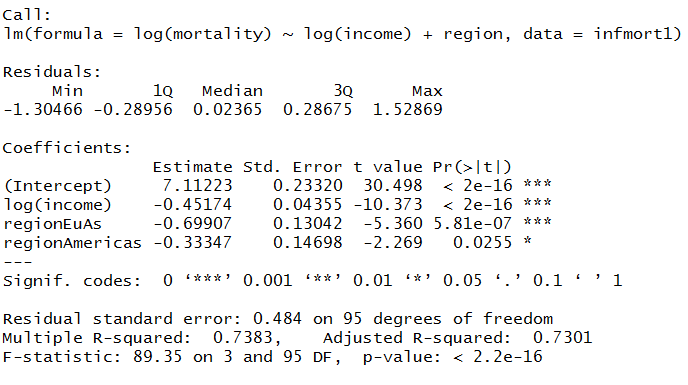 Call:
lm(formula = log(mortality) ~ log(income) + region, data = infmort1)
Residuals:
Min 1Q Median 3Q Max
-1.30466 -0.28956 0.02365 0.28675 1.52869
Coefficients:
Estimate Std. Error t value Pr(>|t|)
(Intercept) 7.11223 0.23320 30.498 < 2e-16 ***
log(income) -0.45174 0.04355 -10.373 < 2e-16 ***
regionEuAs -0.69907 0.13042 -5.360 5.81e-07 ***
regionAmericas -0.33347 0.14698 -2.269 0.0255 *
---
Signif. codes: 0 ‘***’ 0.001 ‘**’ 0.01 ‘*’ 0.05 ‘.’ 0.1 ‘ ’ 1
Residual standard error: 0.484 on 95 degrees of freedom
Multiple R-squared: 0.7383, Adjusted R-squared: 0.7301
F-statistic: 89.35 on 3 and 95 DF, p-value: < 2.2e-16